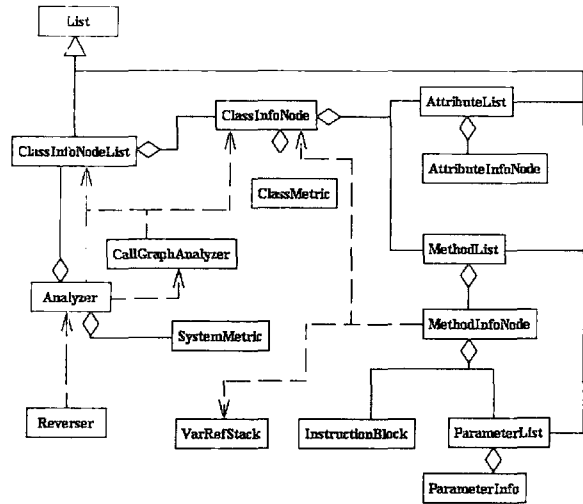 List
ClassInfoNode
AttributeList
ClassInfoNodeList
AttributeInfoNode
ClassMetric
CallGraphAnalyzer
MethodList
Analyzer
SystemMetric
MethodInfoNode
Reverser
VarRefStack
InstructionBlock
ParameterList
ParameterInfo